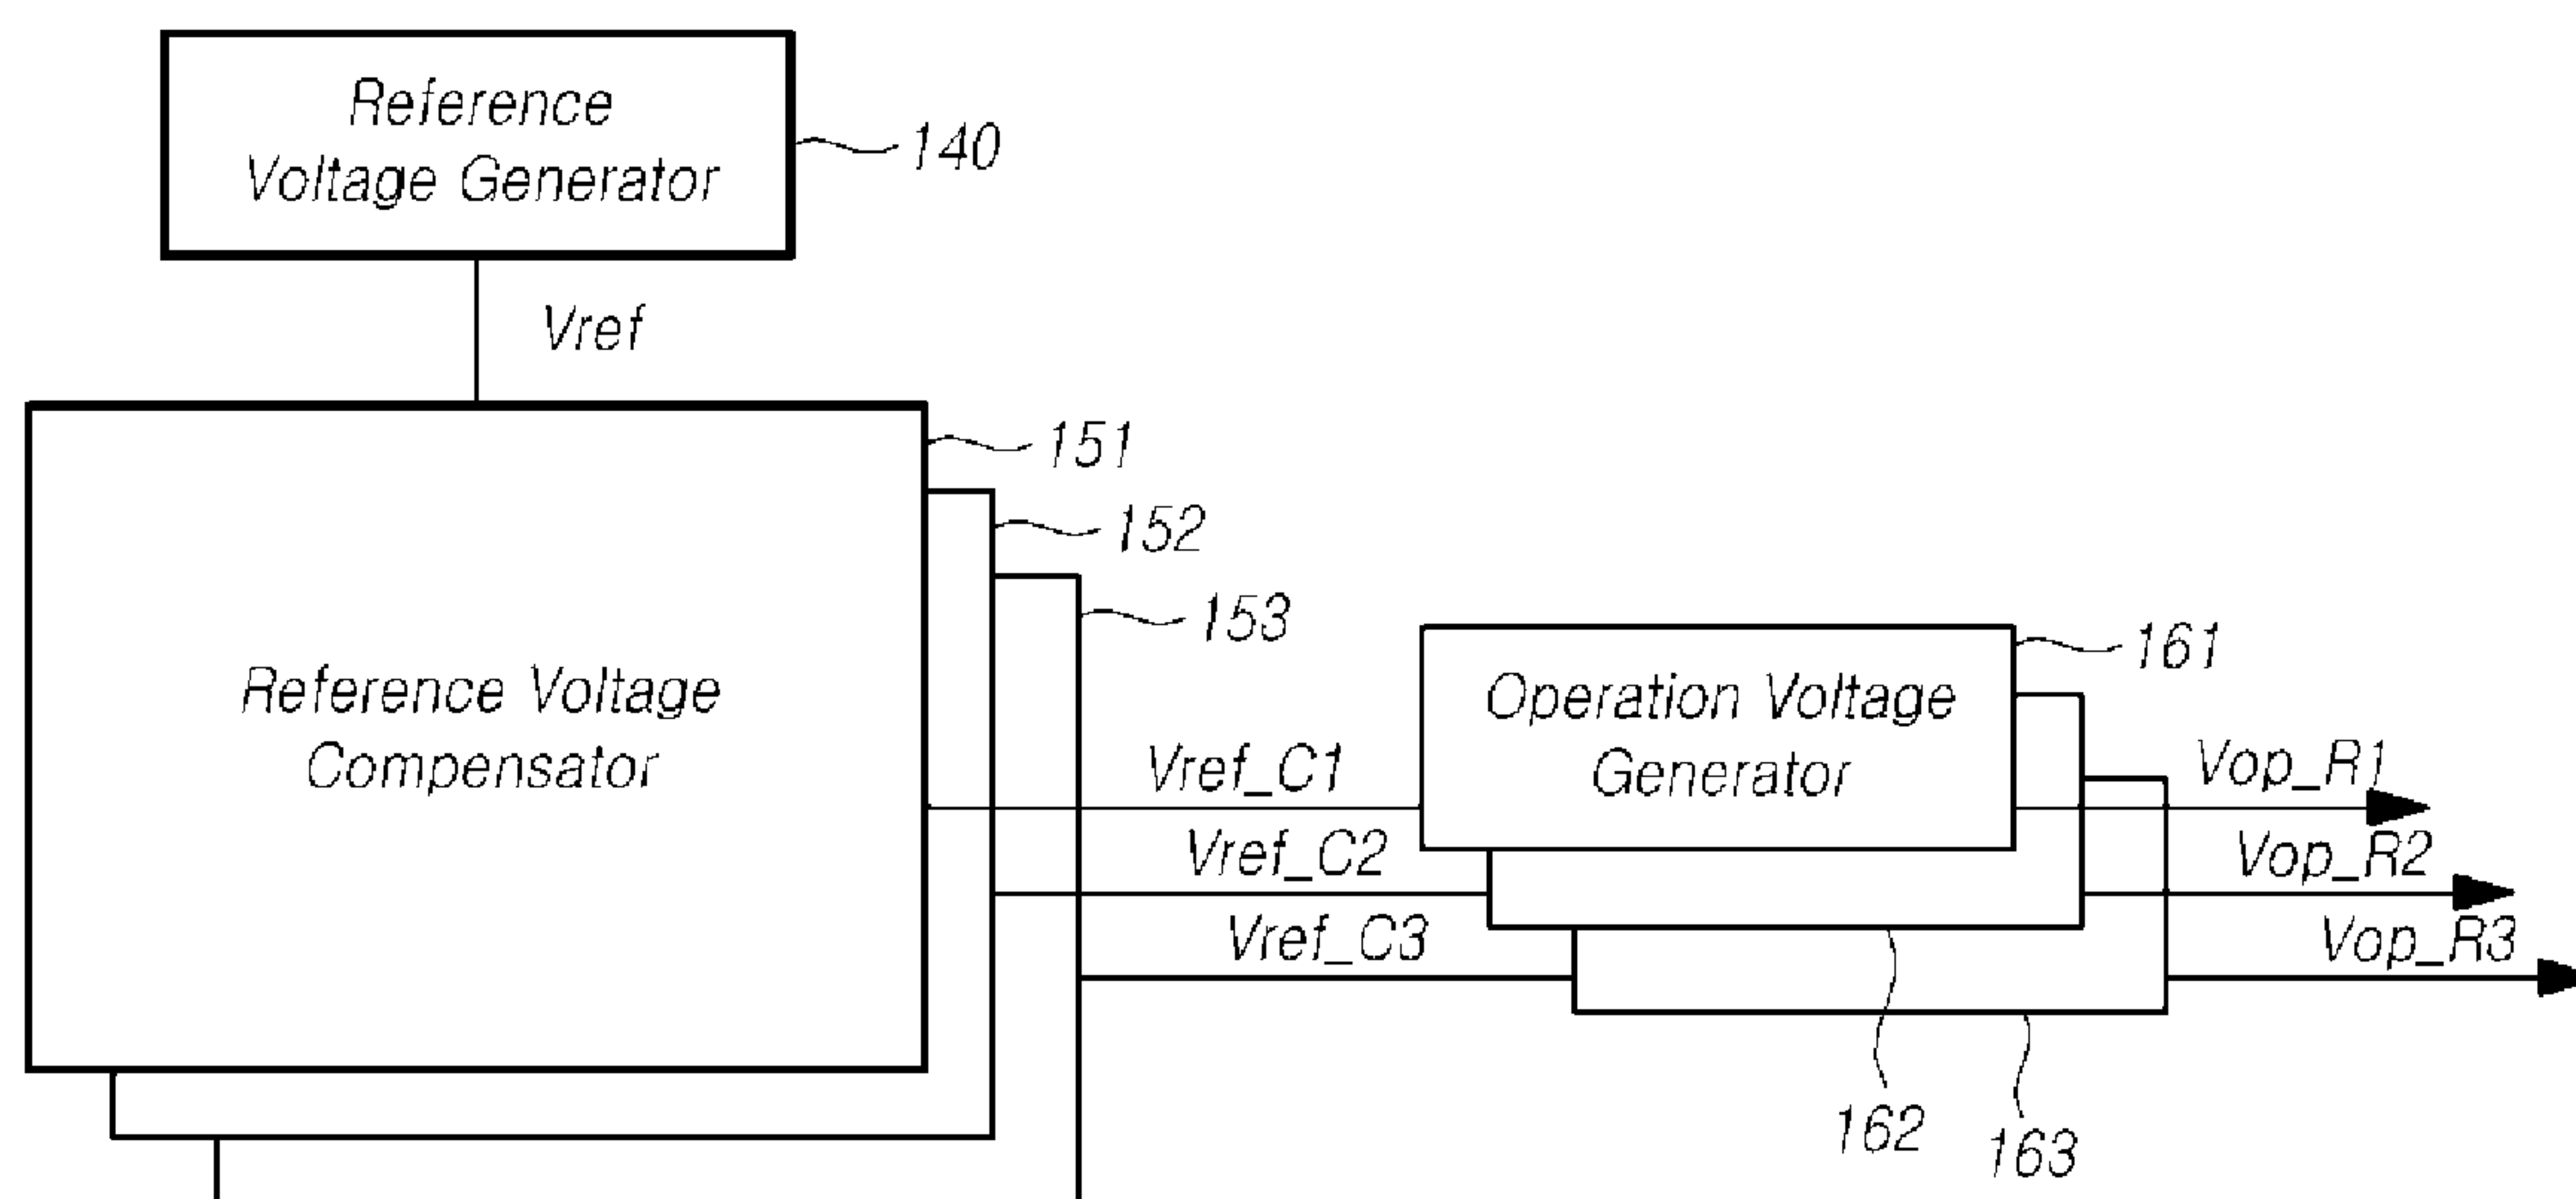 Reference
Voltage Generator
140
Vref
151
152
153
Reference Voltage
Compensator
161
Operation Voltage
Generator
Vref_C1
Vop_R1
Vref_C2
Vop_R2
Vref_C3
Vop_R3
162
163